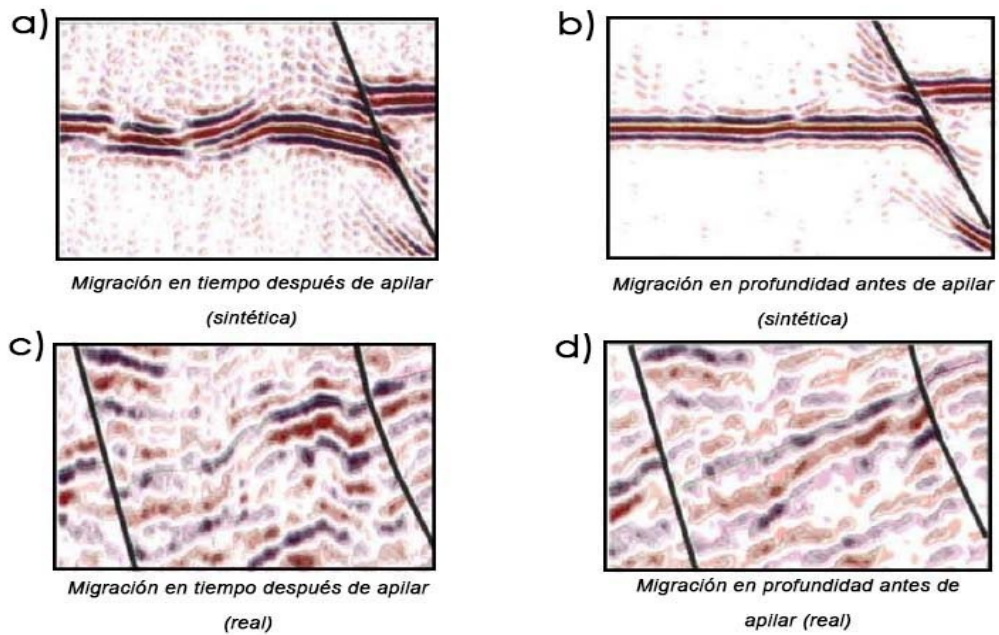 a)
b)
Migración en tiempo después de apilar
(sintética)
Migración en profundidad antes de apilar
(sintética)
c)
d)
Migración en tiempo después de apilar
(real)
Migración en profundidad antes de
apilar (real)